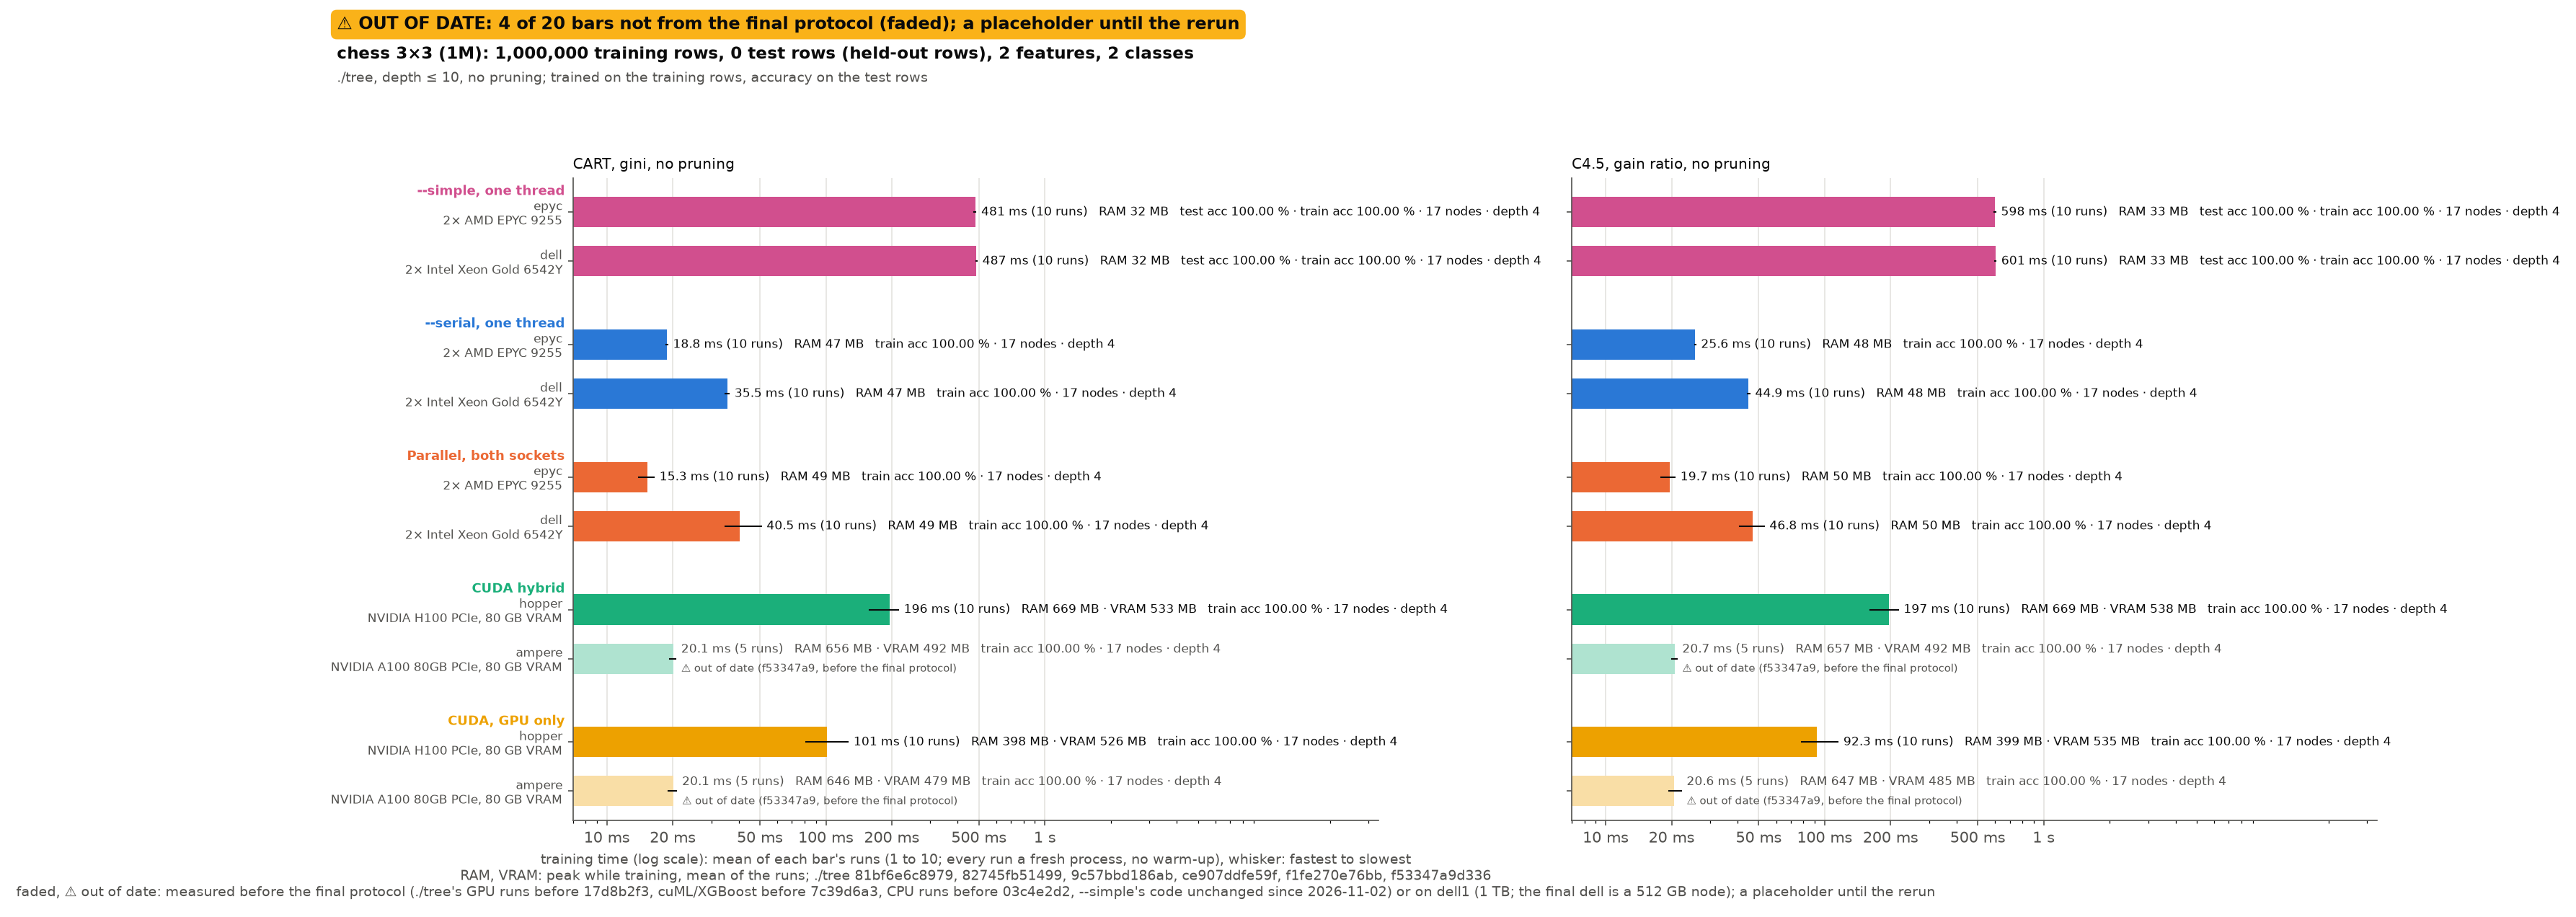 ⚠ OUT OF DATE: 4 of 20 bars not from the final protocol (faded); a placeholder until the rerun
chess 3×3 (1M): 1,000,000 training rows, 0 test rows (held-out rows), 2 features, 2 classes
./tree, depth ≤ 10, no pruning; trained on the training rows, accuracy on the test rows
CART, gini, no pruning
--simple, one thread
epyc
2× AMD EPYC 9255
481 ms (10 runs) RAM 32 MB test acc 100.00 % · train acc 100.00 % · 17 nodes · depth 4
dell
2× Intel Xeon Gold 6542Y
487 ms (10 runs) RAM 32 MB test acc 100.00 % · train acc 100.00 % · 17 nodes · depth 4
--serial, one thread
epyc
2× AMD EPYC 9255
18.8 ms (10 runs) RAM 47 MB train acc 100.00 % · 17 nodes · depth 4
dell
2× Intel Xeon Gold 6542Y
35.5 ms (10 runs) RAM 47 MB train acc 100.00 % · 17 nodes · depth 4
Parallel, both sockets
epyc
2× AMD EPYC 9255
15.3 ms (10 runs) RAM 49 MB train acc 100.00 % · 17 nodes · depth 4
dell
2× Intel Xeon Gold 6542Y
40.5 ms (10 runs) RAM 49 MB train acc 100.00 % · 17 nodes · depth 4
CUDA hybrid
hopper
NVIDIA H100 PCIe, 80 GB VRAM
196 ms (10 runs) RAM 669 MB · VRAM 533 MB train acc 100.00 % · 17 nodes · depth 4
ampere
NVIDIA A100 80GB PCIe, 80 GB VRAM
20.1 ms (5 runs) RAM 656 MB · VRAM 492 MB train acc 100.00 % · 17 nodes · depth 4
⚠ out of date (f53347a9, before the final protocol)
CUDA, GPU only
hopper
NVIDIA H100 PCIe, 80 GB VRAM
101 ms (10 runs) RAM 398 MB · VRAM 526 MB train acc 100.00 % · 17 nodes · depth 4
ampere
NVIDIA A100 80GB PCIe, 80 GB VRAM
20.1 ms (5 runs) RAM 646 MB · VRAM 479 MB train acc 100.00 % · 17 nodes · depth 4
⚠ out of date (f53347a9, before the final protocol)
10 ms 20 ms 50 ms 100 ms 200 ms 500 ms 1 s
C4.5, gain ratio, no pruning
598 ms (10 runs) RAM 33 MB test acc 100.00 % · train acc 100.00 % · 17 nodes · depth 4
601 ms (10 runs) RAM 33 MB test acc 100.00 % · train acc 100.00 % · 17 nodes · depth 4
25.6 ms (10 runs) RAM 48 MB train acc 100.00 % · 17 nodes · depth 4
44.9 ms (10 runs) RAM 48 MB train acc 100.00 % · 17 nodes · depth 4
19.7 ms (10 runs) RAM 50 MB train acc 100.00 % · 17 nodes · depth 4
46.8 ms (10 runs) RAM 50 MB train acc 100.00 % · 17 nodes · depth 4
197 ms (10 runs) RAM 669 MB · VRAM 538 MB train acc 100.00 % · 17 nodes · depth 4
20.7 ms (5 runs) RAM 657 MB · VRAM 492 MB train acc 100.00 % · 17 nodes · depth 4
⚠ out of date (f53347a9, before the final protocol)
92.3 ms (10 runs) RAM 399 MB · VRAM 535 MB train acc 100.00 % · 17 nodes · depth 4
20.6 ms (5 runs) RAM 647 MB · VRAM 485 MB train acc 100.00 % · 17 nodes · depth 4
⚠ out of date (f53347a9, before the final protocol)
10 ms 20 ms 50 ms 100 ms 200 ms 500 ms 1 s
training time (log scale): mean of each bar's runs (1 to 10; every run a fresh process, no warm-up), whisker: fastest to slowest
RAM, VRAM: peak while training, mean of the runs; ./tree 81bf6e6c8979, 82745fb51499, 9c57bbd186ab, ce907ddfe59f, f1fe270e76bb, f53347a9d336
faded, ⚠ out of date: measured before the final protocol (./tree's GPU runs before 17d8b2f3, cuML/XGBoost before 7c39d6a3, CPU runs before 03c4e2d2, --simple's code unchanged since 2026-11-02) or on dell1 (1 TB; the final dell is a 512 GB node); a placeholder until the rerun